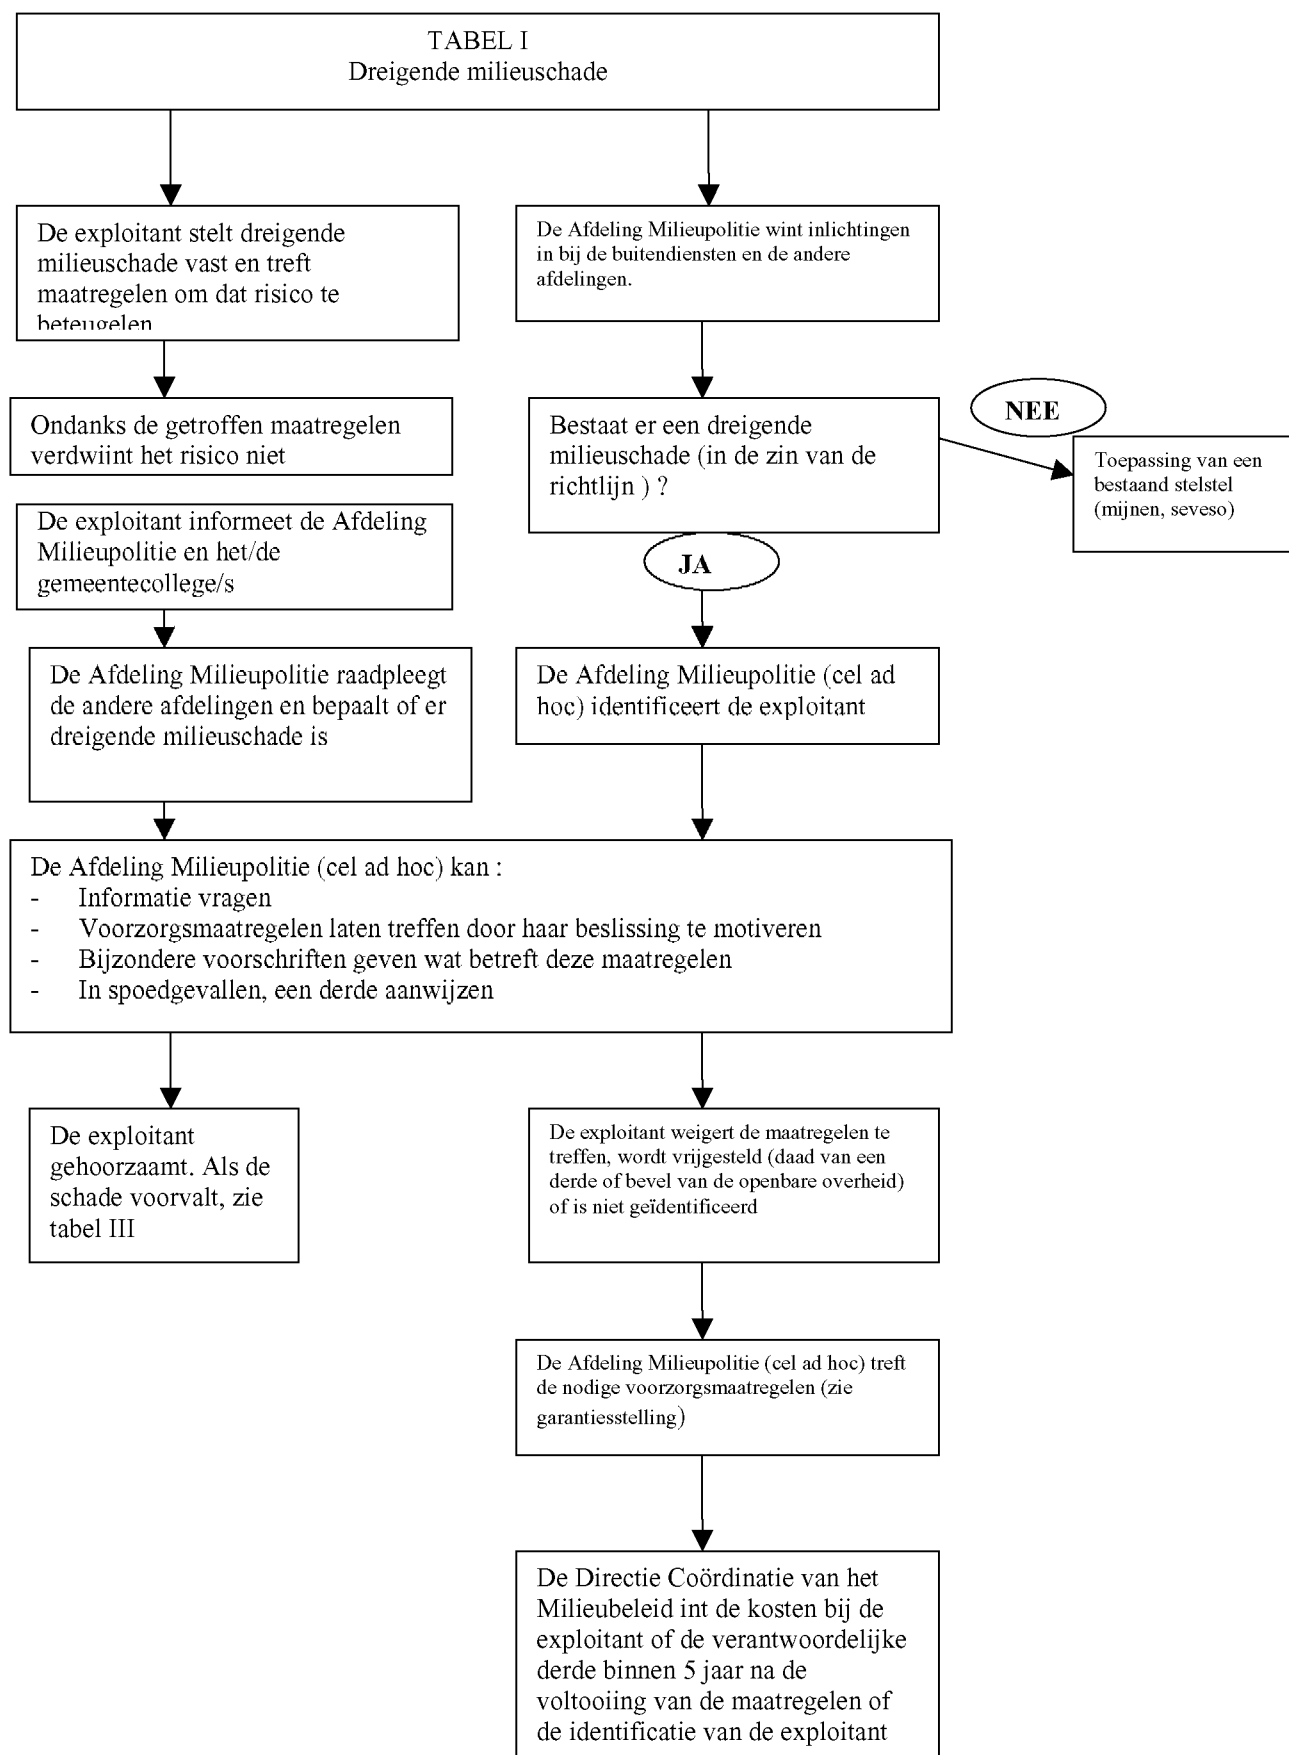 TABEL I
Dreigende milieuschade
De exploitant stelt dreigende
milieuschade vast en treft
maatregelen om dat risico te
beteugelen
De Afdeling Milieupolitie wint inlichtingen
in bij de buitendiensten en de andere
afdelingen.
Ondanks de getroffen maatregelen
verdwijnt het risico niet
Bestaat er een dreigende
milieuschade (in de zin van de
richtlijn ) ?
NEE
Toepassing van een
bestaand stelstel
(mijnen, seveso)
De exploitant informeet de Afdeling
Milieupolitie en het/de
gemeentecollege/s
JA
De Afdeling Milieupolitie raadpleegt
de andere afdelingen en bepaalt of er
dreigende milieuschade is
De Afdeling Milieupolitie (cel ad
hoc) identificeert de exploitant
De Afdeling Milieupolitie (cel ad hoc) kan :
- Informatie vragen
- Voorzorgsmaatregelen laten treffen door haar beslissing te motiveren
- Bijzondere voorschriften geven wat betreft deze maatregelen
- In spoedgevallen, een derde aanwijzen
De exploitant
gehoorzaamt. Als de
schade voorvalt, zie
tabel III
De exploitant weigert de maatregelen te
treffen, wordt vrijgesteld (daad van een
derde of bevel van de openbare overheid)
of is niet geïdentificeerd
De Afdeling Milieupolitie (cel ad hoc) treft
de nodige voorzorgsmaatregelen (zie
garantiesstelling)
De Directie Coördinatie van het
Milieubeleid int de kosten bij de
exploitant of de verantwoordelijke
derde binnen 5 jaar na de
voltooiing van de maatregelen of
de identificatie van de exploitant